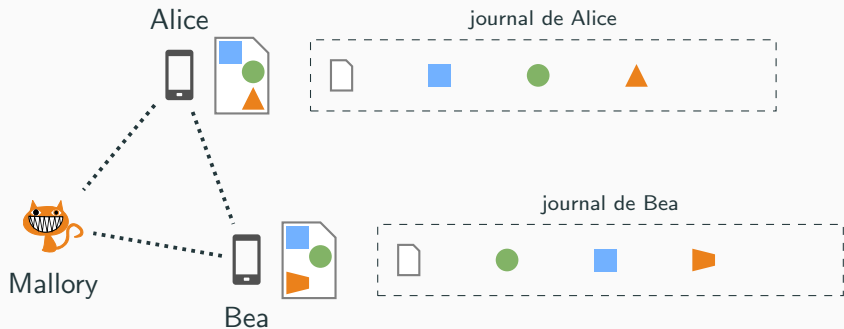 Alice
journal de Alice
journal de Bea
Mallory
Bea